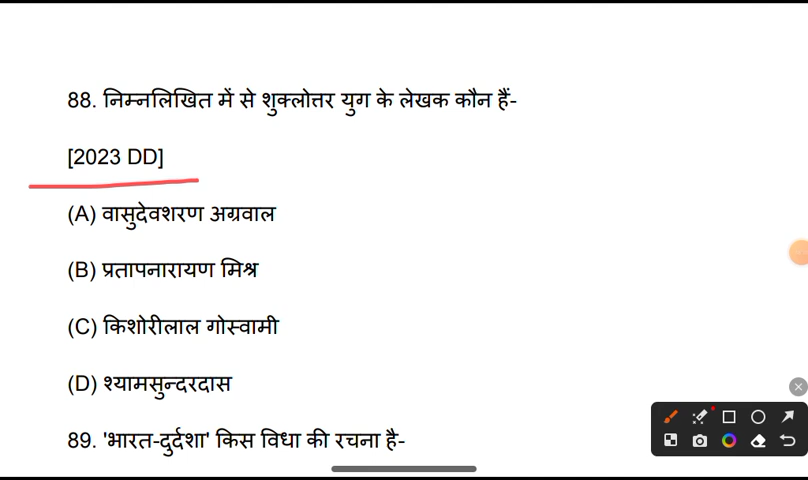 88. निम्नलिखित में से शुक्लोत्तर युग के लेखक कौन हैं-
[2023 DD]
(A) वासुदेवशरण अग्रवाल
(B) प्रतापनारायण मिश्र
(C) किशोरीलाल गोस्वामी
(D) श्यामसुन्दरदास
89. 'भारत-दुर्दशा' किस विधा की रचना है-